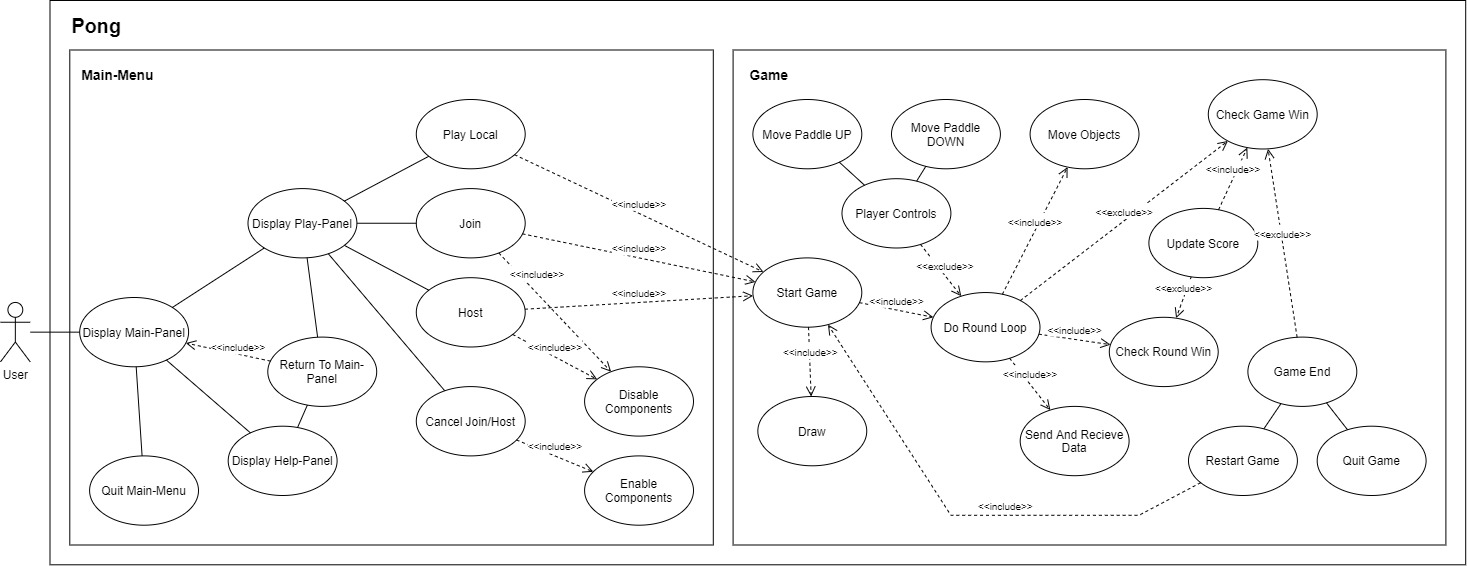 Pong
Main-Menu
Game
Play Local
Move Paddle UP
Move Paddle
DOWN
Move Objects
Check Game Win
<<include>>
<<include>>
Display Play-Panel
Join
Player Controls
<<include>>
<<exclude>>
<<include>>
Update Score
<<exclude>>
<<include>>
<<include>>
<<exclude>>
Start Game
<<include>>
<<exclude>>
User
Display Main-Panel
Host
<<include>>
Do Round Loop
<<include>>
<<include>>
<<include>>
<<include>>
Check Round Win
Return To Main-
Panel
<<include>>
Game End
Disable
Components
Cancel Join/Host
Draw
Send And Recieve
Data
<<include>>
Display Help-Panel
Restart Game
Quit Game
Quit Main-Menu
Enable
Components
<<include>>